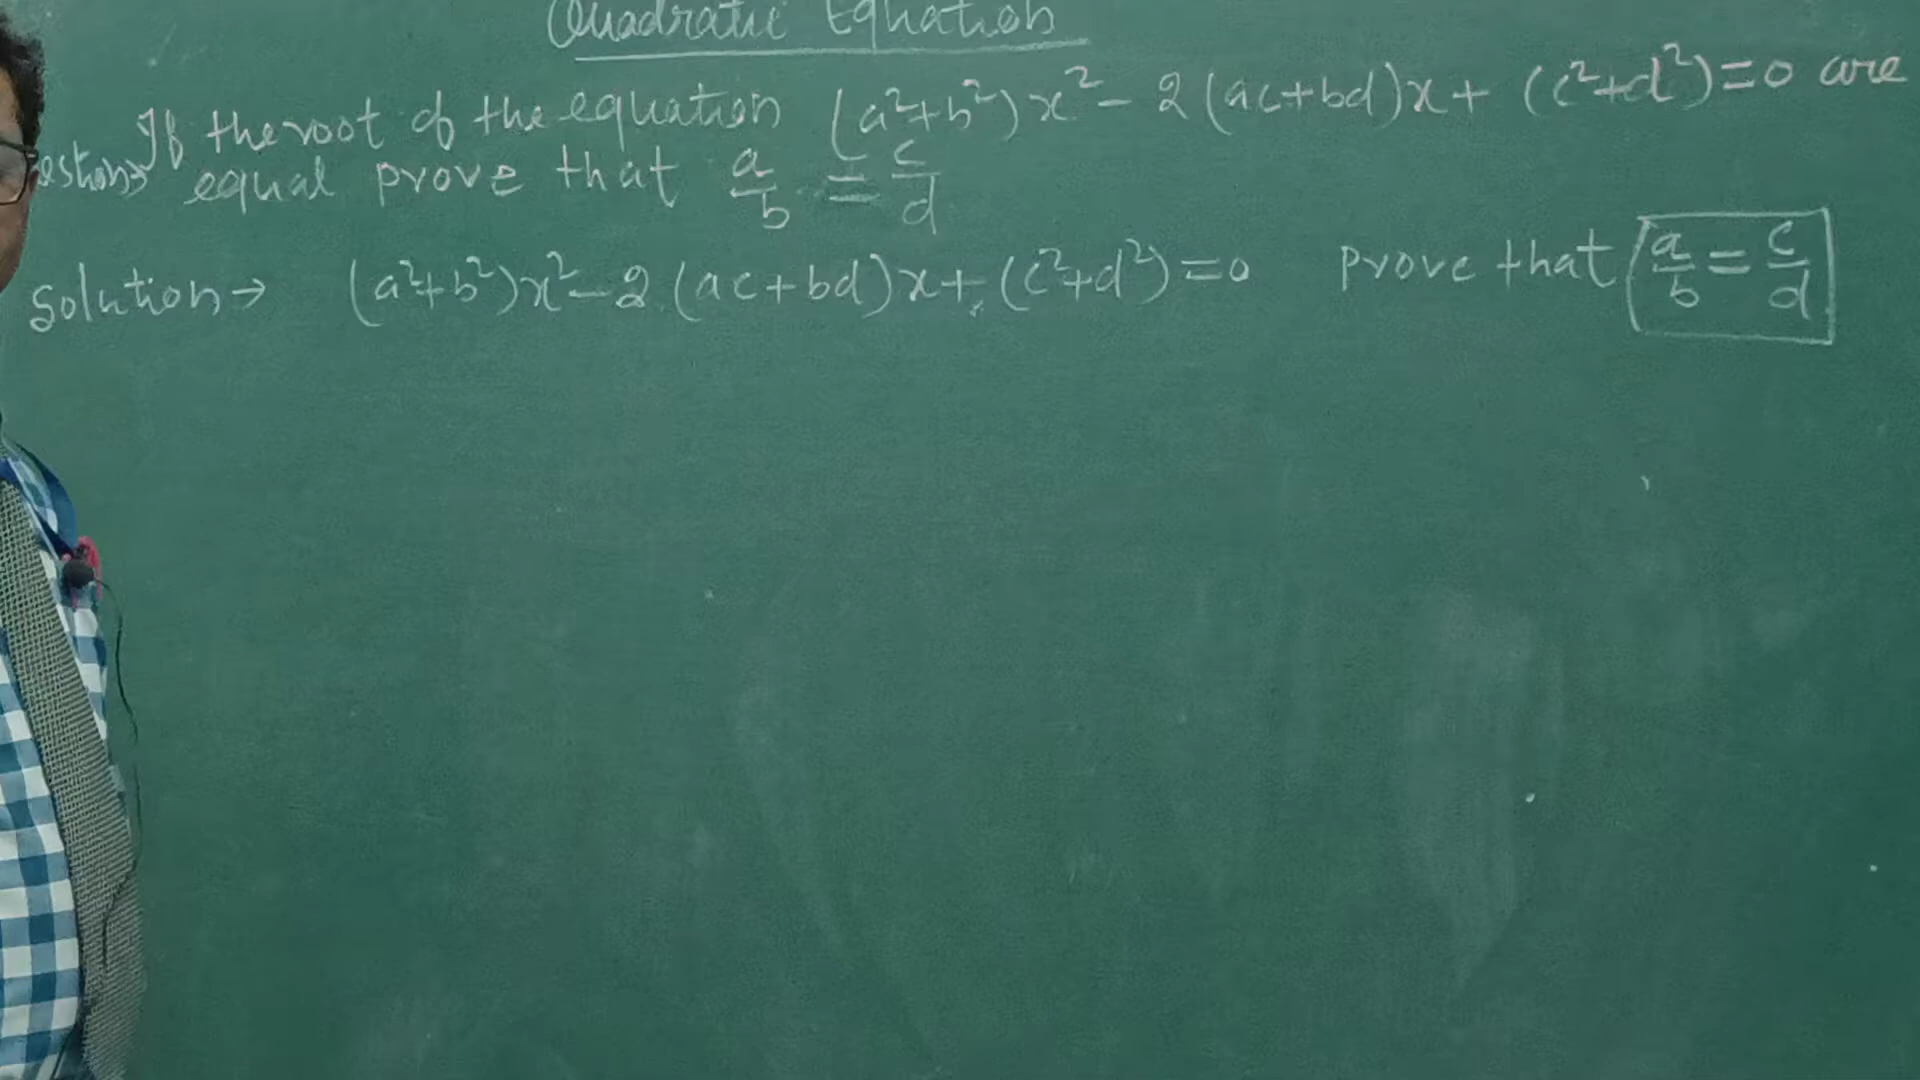 Quadratic Equation
If the root of the equation (a²+b²)x²-2(ac+bd)x+(c²+d²)=0 are
equal prove that a/b = c/d
Solution→ (a²+b²)x²-2(ac+bd)x+(c²+d²)=0 prove that a/b = c/d